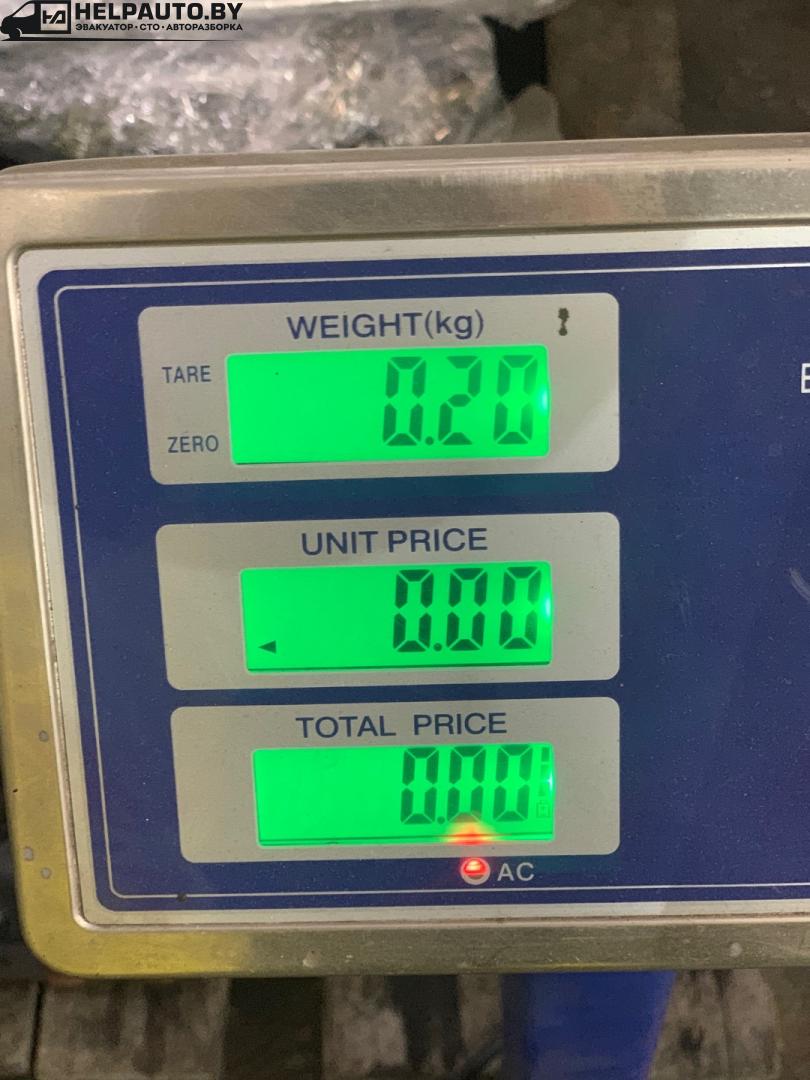 HELPAUTO.BY
ЭВАКУАТОР · СТО · АВТОРАЗБОРКА
WEIGHT(kg)
TARE
0.20
ZERO
UNIT PRICE
0.00
TOTAL PRICE
0.00
AC